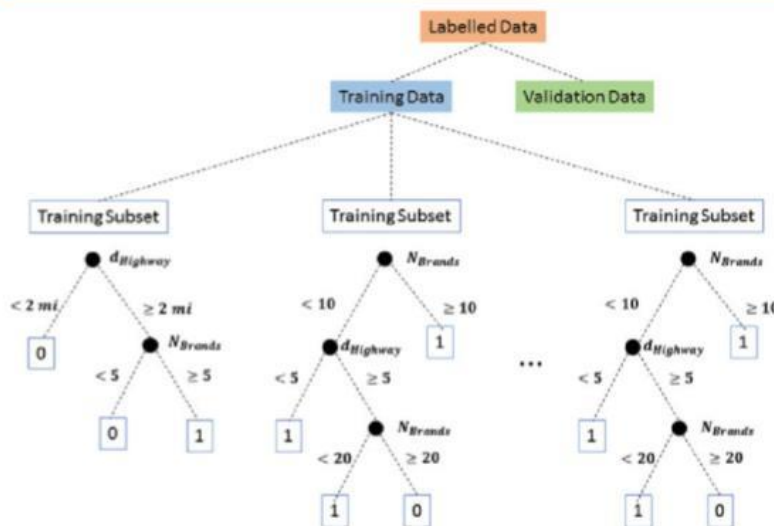 Labelled Data
Training Data
Validation Data
Training Subset
Training Subset
Training Subset
d_Highway
N_Brands
N_Brands
< 2 mi
≥ 2 mi
< 10
≥ 10
< 10
≥ 10
0
N_Brands
d_Highway
1
...
d_Highway
1
< 5
≥ 5
< 5
≥ 5
< 5
≥ 5
0
1
1
N_Brands
1
N_Brands
< 20
≥ 20
< 20
≥ 20
1
0
1
0